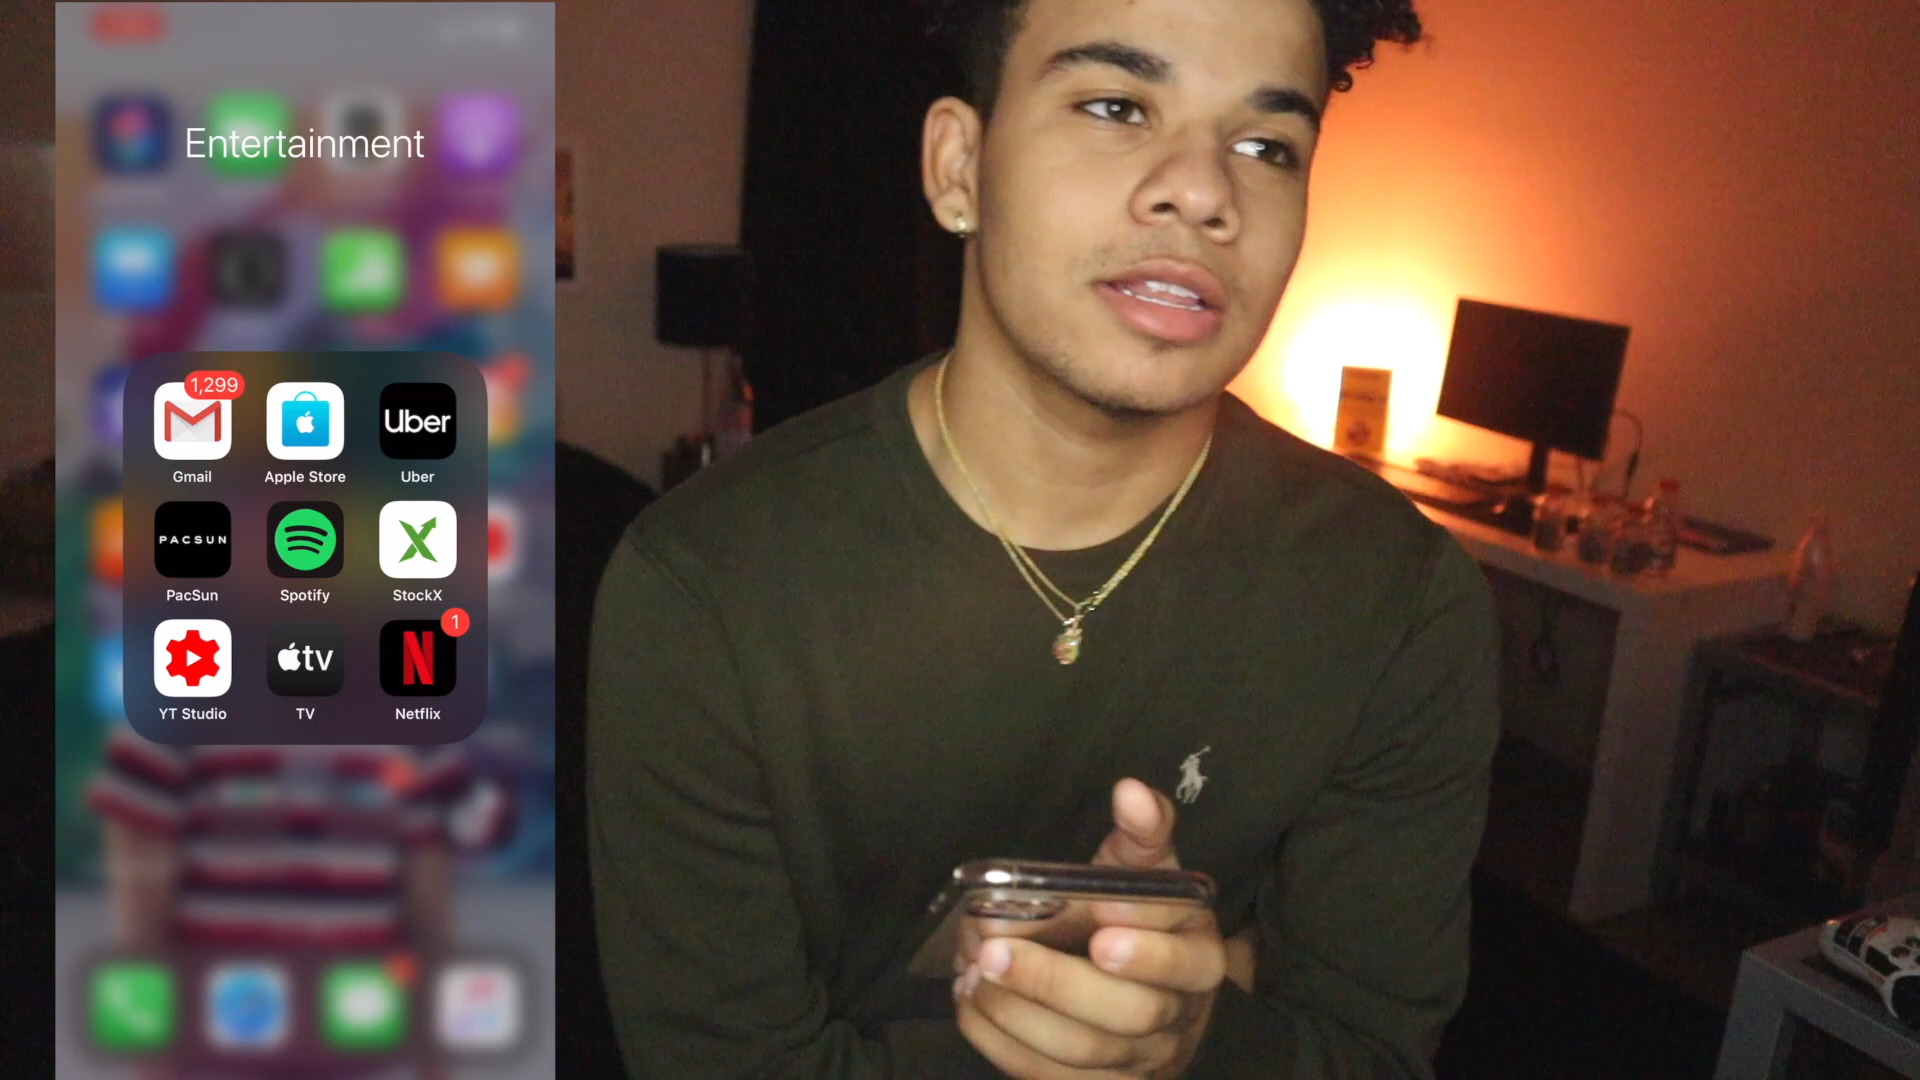 Entertainment
1,299
Uber
Gmail
Apple Store
Uber
PACSUN
PacSun
Spotify
StockX
1
tv
N
YT Studio
TV
Netflix